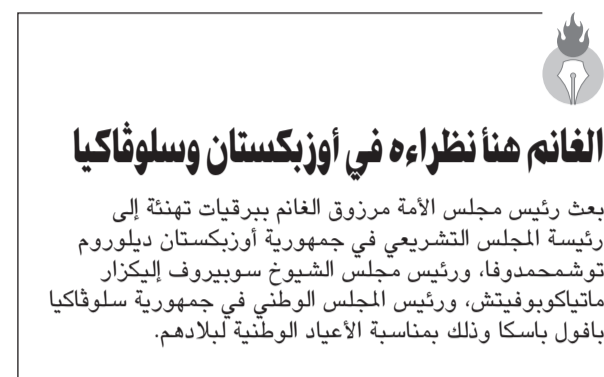 الغانم هنأ نظراءه في أوزبكستان وسلوڤاكيا
بعث رئيس مجلس الأمة مرزوق الغانم ببرقيات تهنئة إلى
رئيسة المجلس التشريعي في جمهورية أوزبكستان ديلوروم
توشمحمدوفا، ورئيس مجلس الشيوخ سوبيروف إليكزار
ماتياكوبوفيتش، ورئيس المجلس الوطني في جمهورية سلوڤاكيا
بافول باسكا وذلك بمناسبة الأعياد الوطنية لبلادهم.